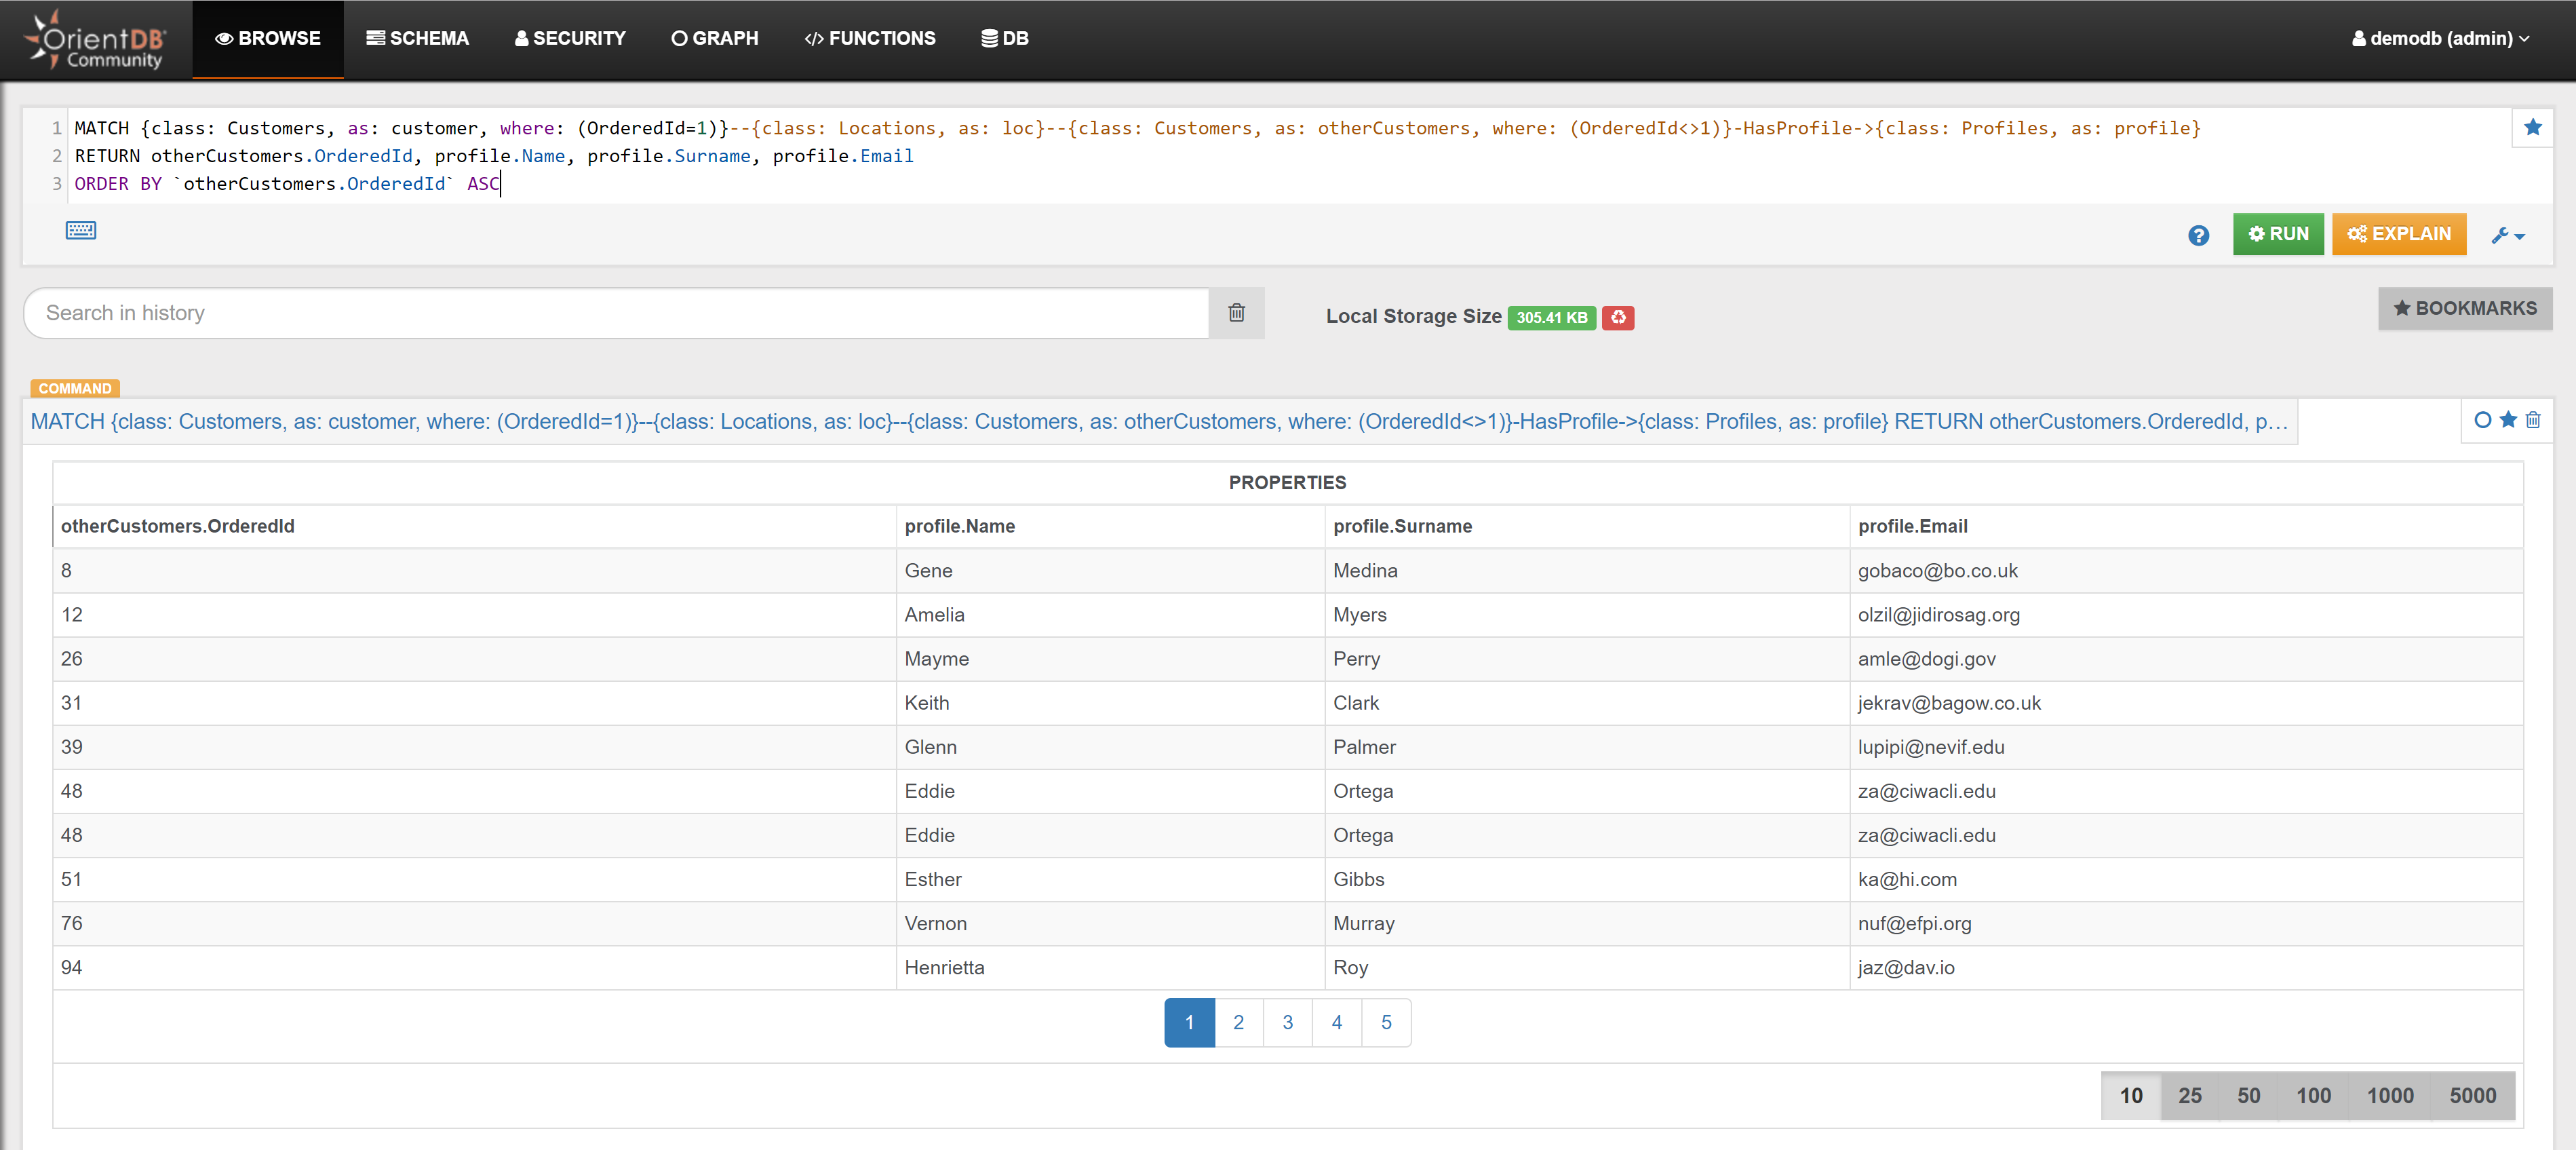 OrientDB®
Community
BROWSE
SCHEMA
SECURITY
GRAPH
</> FUNCTIONS
DB
demodb (admin)
1 MATCH {class: Customers, as: customer, where: (OrderedId=1)}--{class: Locations, as: loc}--{class: Customers, as: otherCustomers, where: (OrderedId<>1)}-HasProfile->{class: Profiles, as: profile}
2 RETURN otherCustomers.OrderedId, profile.Name, profile.Surname, profile.Email
3 ORDER BY `otherCustomers.OrderedId` ASC
?
RUN
EXPLAIN
Search in history
Local Storage Size 305.41 KB
BOOKMARKS
COMMAND
MATCH {class: Customers, as: customer, where: (OrderedId=1)}--{class: Locations, as: loc}--{class: Customers, as: otherCustomers, where: (OrderedId<>1)}-HasProfile->{class: Profiles, as: profile} RETURN otherCustomers.OrderedId, p...
PROPERTIES
otherCustomers.OrderedId profile.Name profile.Surname profile.Email
8 Gene Medina gobaco@bo.co.uk
12 Amelia Myers olzil@jidirosag.org
26 Mayme Perry amle@dogi.gov
31 Keith Clark jekrav@bagow.co.uk
39 Glenn Palmer lupipi@nevif.edu
48 Eddie Ortega za@ciwacli.edu
48 Eddie Ortega za@ciwacli.edu
51 Esther Gibbs ka@hi.com
76 Vernon Murray nuf@efpi.org
94 Henrietta Roy jaz@dav.io
1 2 3 4 5
10 25 50 100 1000 5000